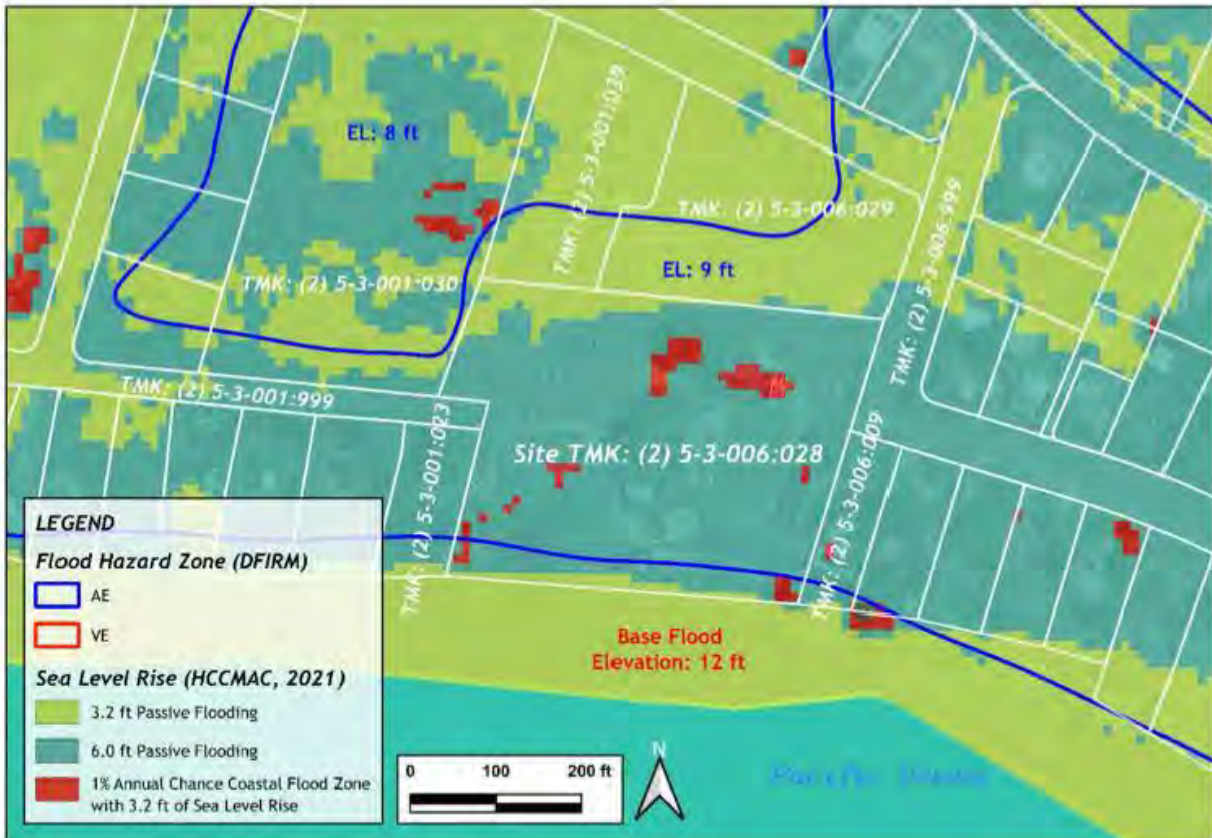 EL: 8 ft
TMK: (2) 5-3-001:039
TMK: (2) 5-3-006:029
EL: 9 ft
TMK: (2) 5-3-006:999
TMK: (2) 5-3-001:030
TMK: (2) 5-3-001:999
TMK: (2) 5-3-001:023
Site TMK: (2) 5-3-006:028
TMK: (2) 5-3-006:009
Base Flood
Elevation: 12 ft
LEGEND
Flood Hazard Zone (DFIRM)
AE
VE
Sea Level Rise (HCCMAC, 2021)
3.2 ft Passive Flooding
6.0 ft Passive Flooding
1% Annual Chance Coastal Flood Zone
with 3.2 ft of Sea Level Rise
0 100 200 ft
N
Pacific Ocean